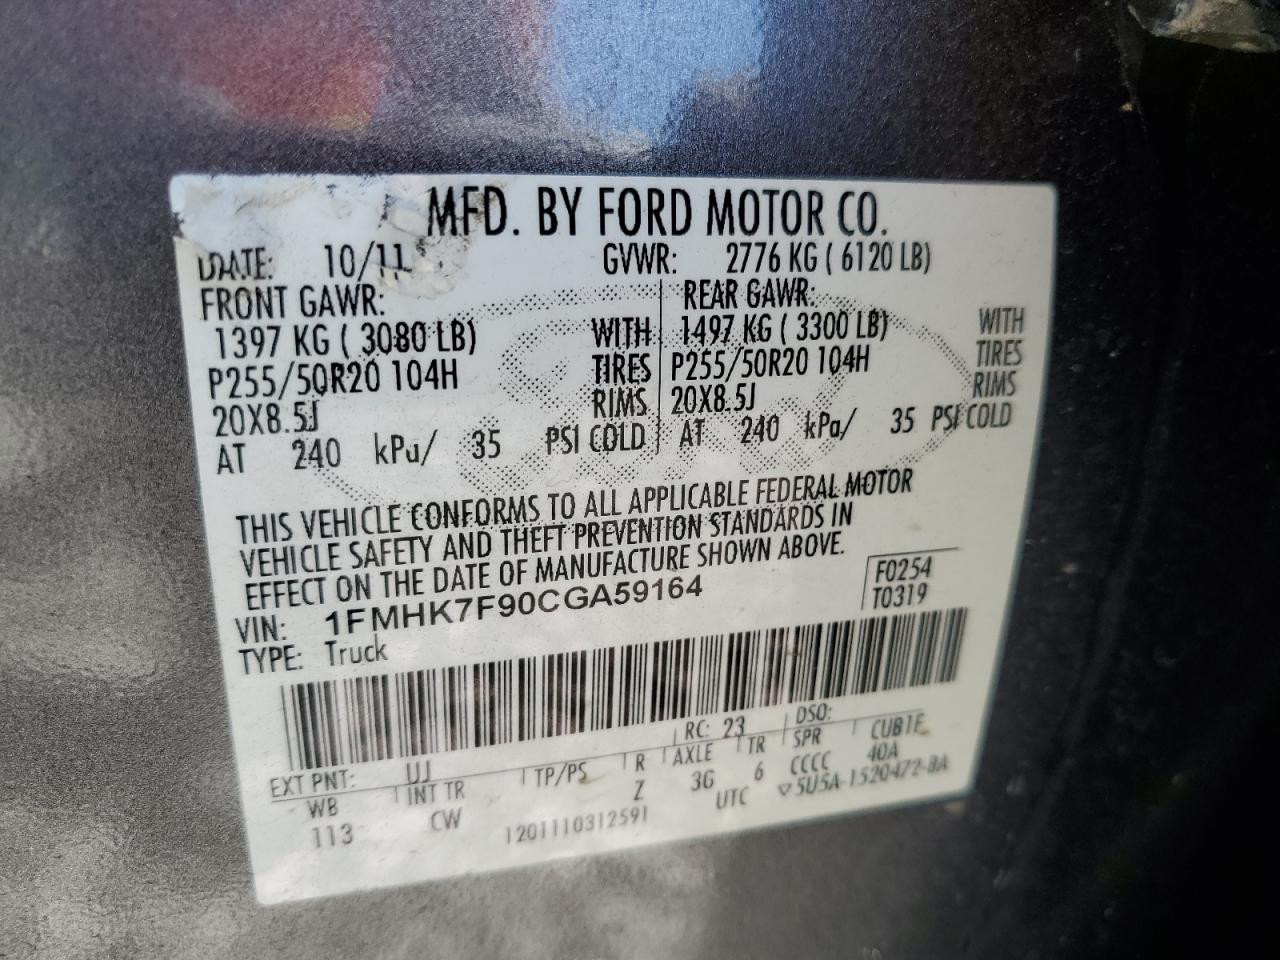 MFD. BY FORD MOTOR CO.
DATE: 10/11 GVWR: 2776 KG ( 6120 LB)
FRONT GAWR: REAR GAWR:
1397 KG ( 3080 LB) WITH 1497 KG ( 3300 LB) WITH
P255/50R20 104H TIRES P255/50R20 104H TIRES
20X8.5J RIMS 20X8.5J RIMS
AT 240 kPa/ 35 PSI COLD AT 240 kPa/ 35 PSI COLD
THIS VEHICLE CONFORMS TO ALL APPLICABLE FEDERAL MOTOR
VEHICLE SAFETY AND THEFT PREVENTION STANDARDS IN
EFFECT ON THE DATE OF MANUFACTURE SHOWN ABOVE.
VIN: 1FMHK7F90CGA59164 F0254
TYPE: Truck T0319
EXT PNT: UJ RC: 23 DSO:
WB INT TR TP/PS R AXLE TR SPR CUBTE
113 CW Z 3G 6 CCCC 40A
1201110312591 UTC ▽5U5A-1520472-BA